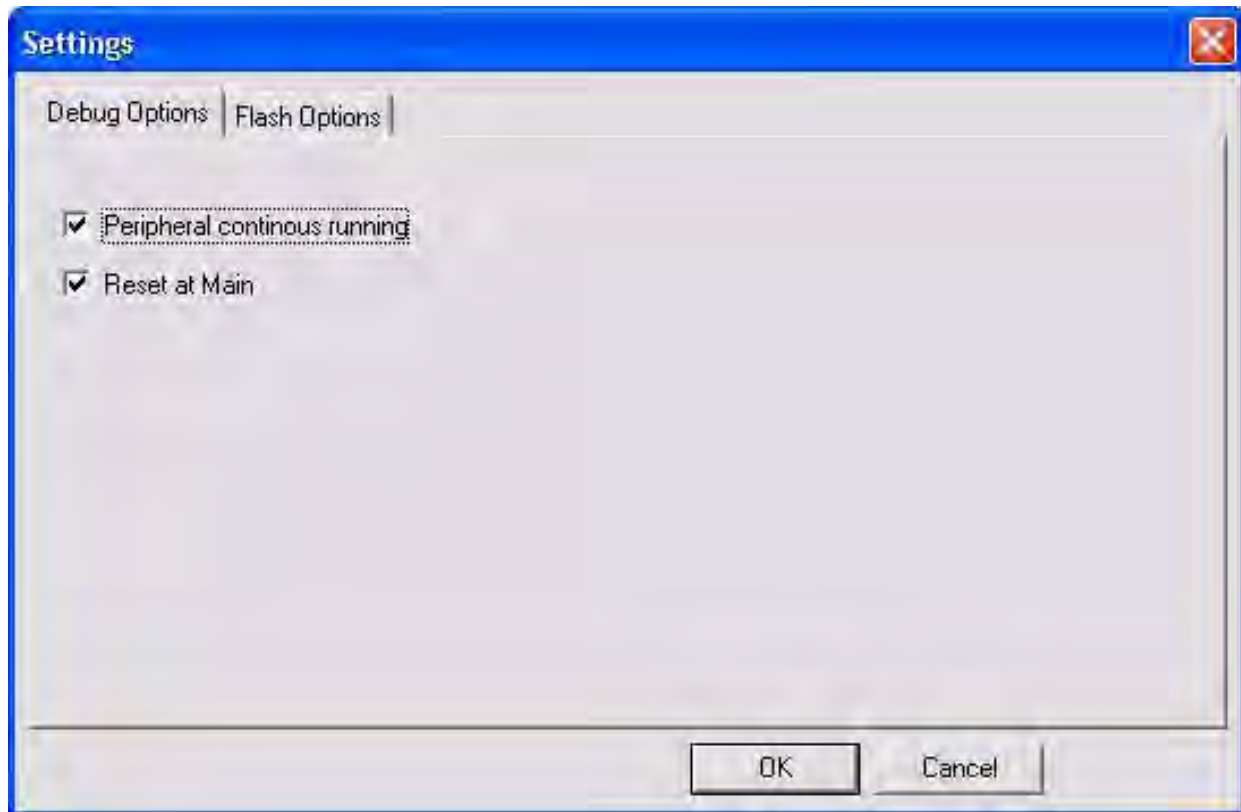 Settings
Debug Options Flash Options
Peripheral continous running
Reset at Main
OK Cancel